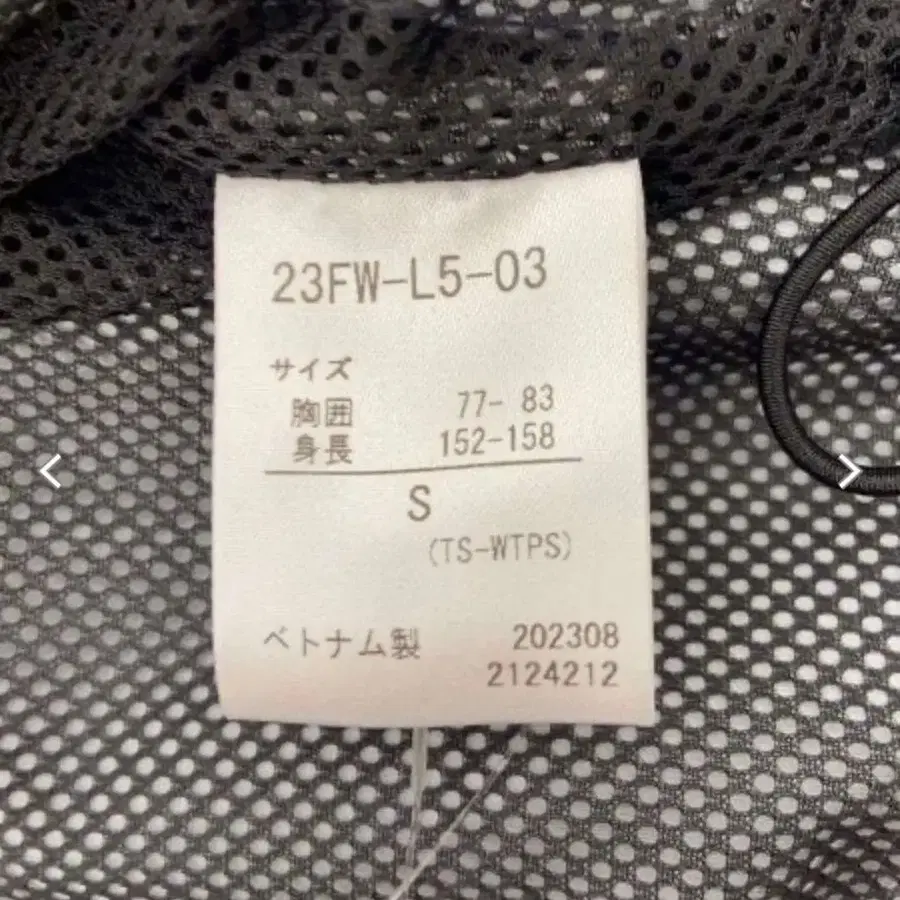 23FW-L5-03
サイズ
胸囲 77- 83
身長 152-158
S
(TS-WTPS)
ベトナム製 202308
2124212